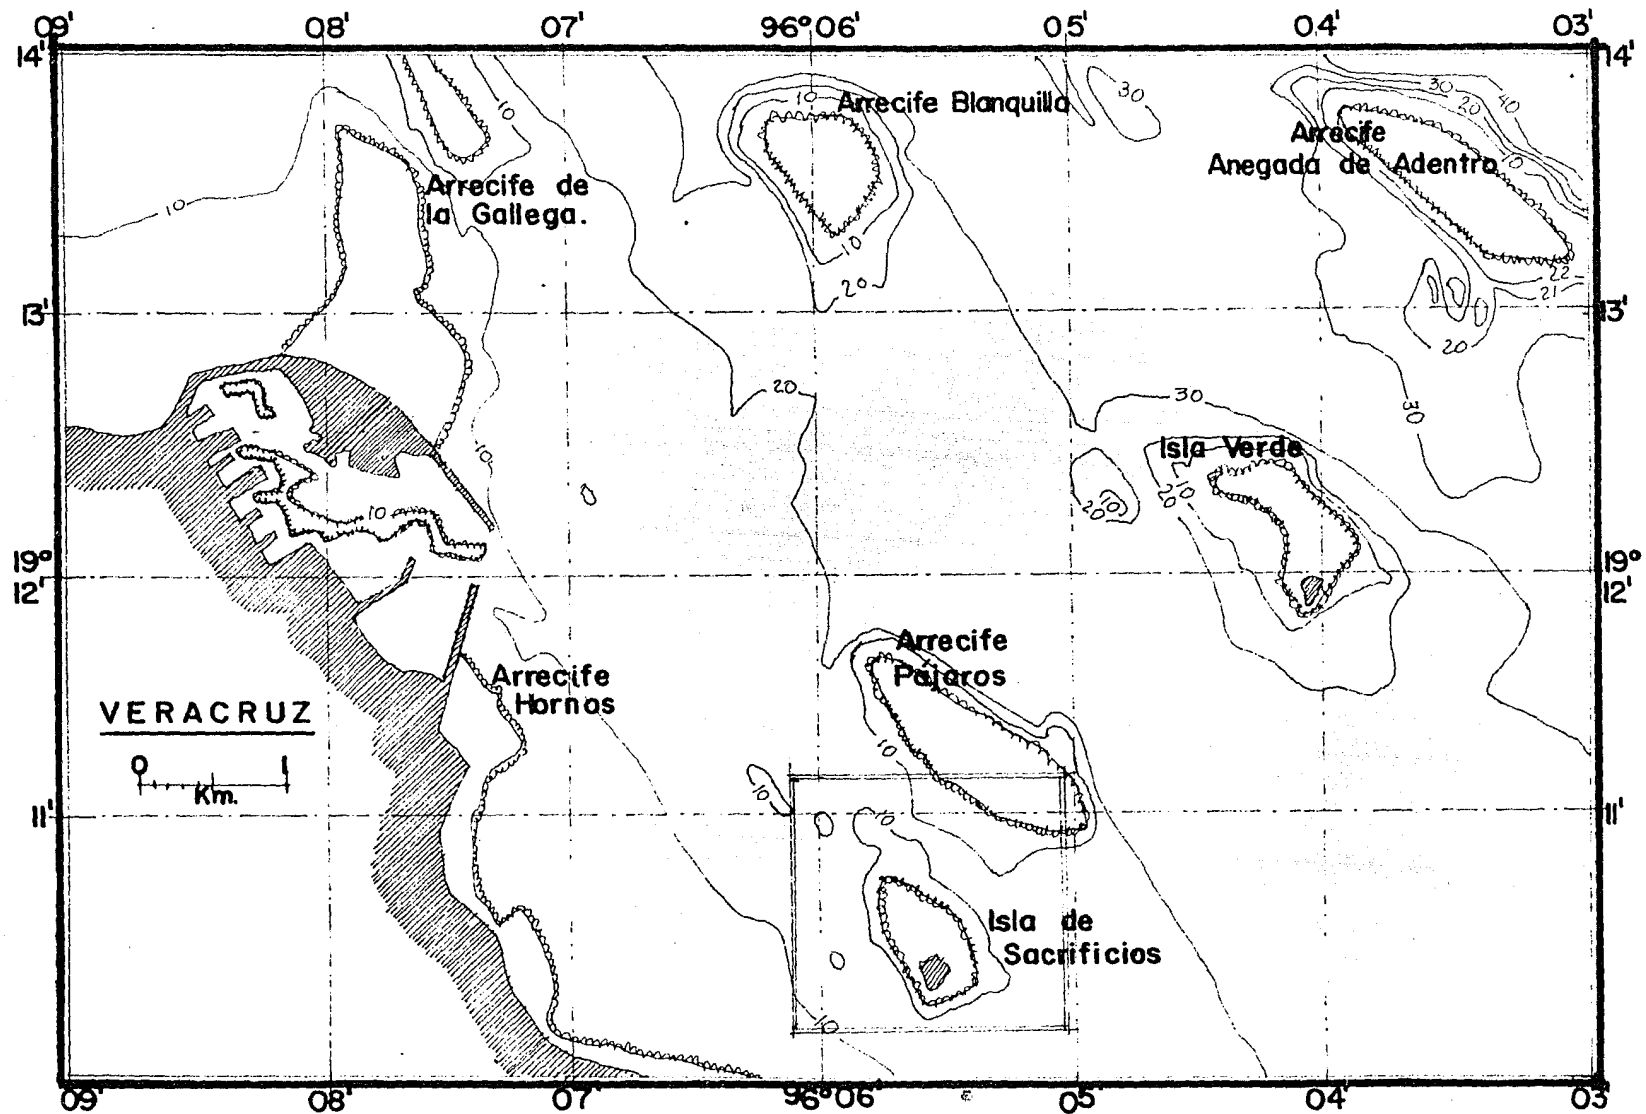 09' 08' 07' 96°06' 05' 04' 03'
14' 14'
10
10
30
30
20
40
Arrecife Blanquilla
Arrecife
Anegada de Adentro
10
Arrecife de
la Gallega.
10
10
20
22
21
13' 13'
20
20
30
30
Isla Verde
10
10
20
20
10
10
19° 19°
12' 12'
Arrecife
Pájaros
Arrecife
Hornos
VERACRUZ
0 1
Km.
10
10
11' 11'
10
Isla de
Sacrificios
10
09' 08' 07' 96°06' 05' 04' 03'